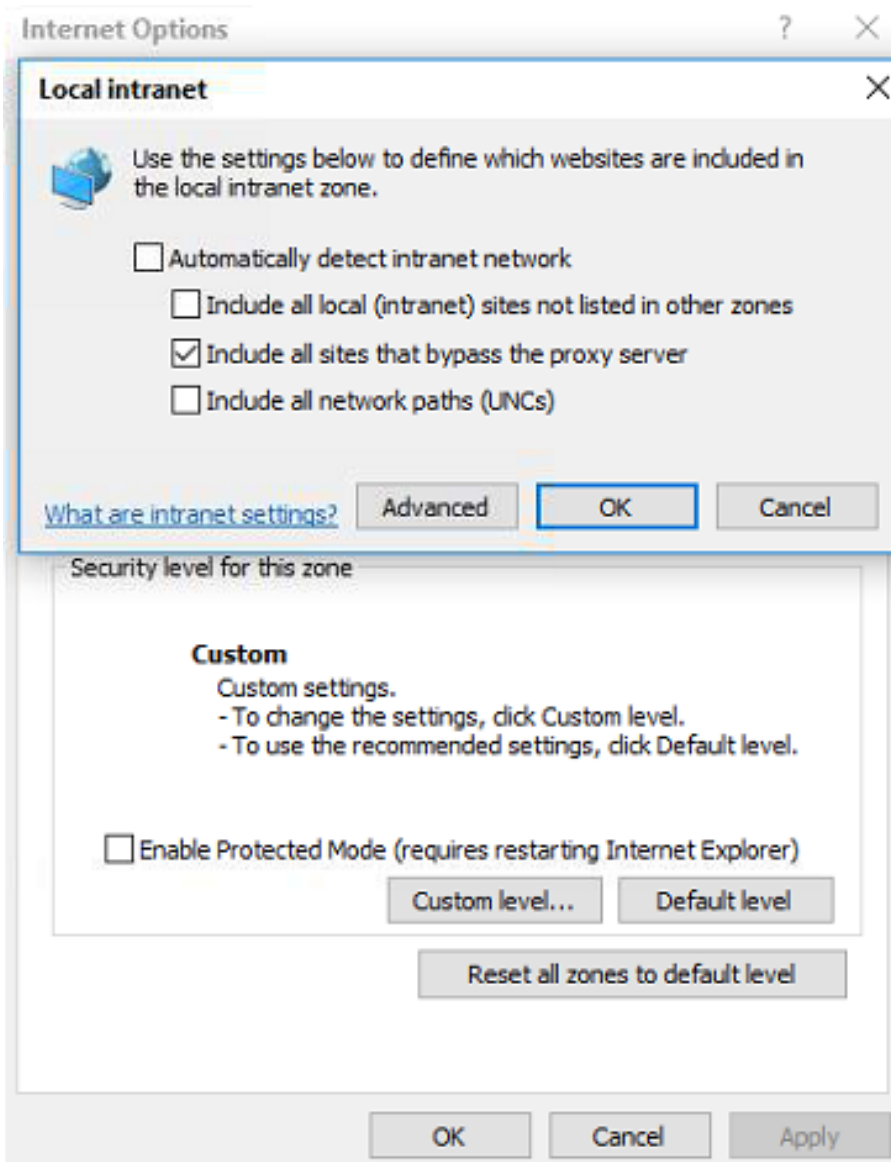 Internet Options
?
Local intranet
Use the settings below to define which websites are included in
the local intranet zone.
Automatically detect intranet network
Include all local (intranet) sites not listed in other zones
Include all sites that bypass the proxy server
Include all network paths (UNCs)
What are intranet settings?
Advanced
OK
Cancel
Security level for this zone
Custom
Custom settings.
- To change the settings, click Custom level.
- To use the recommended settings, click Default level.
Enable Protected Mode (requires restarting Internet Explorer)
Custom level...
Default level
Reset all zones to default level
OK
Cancel
Apply